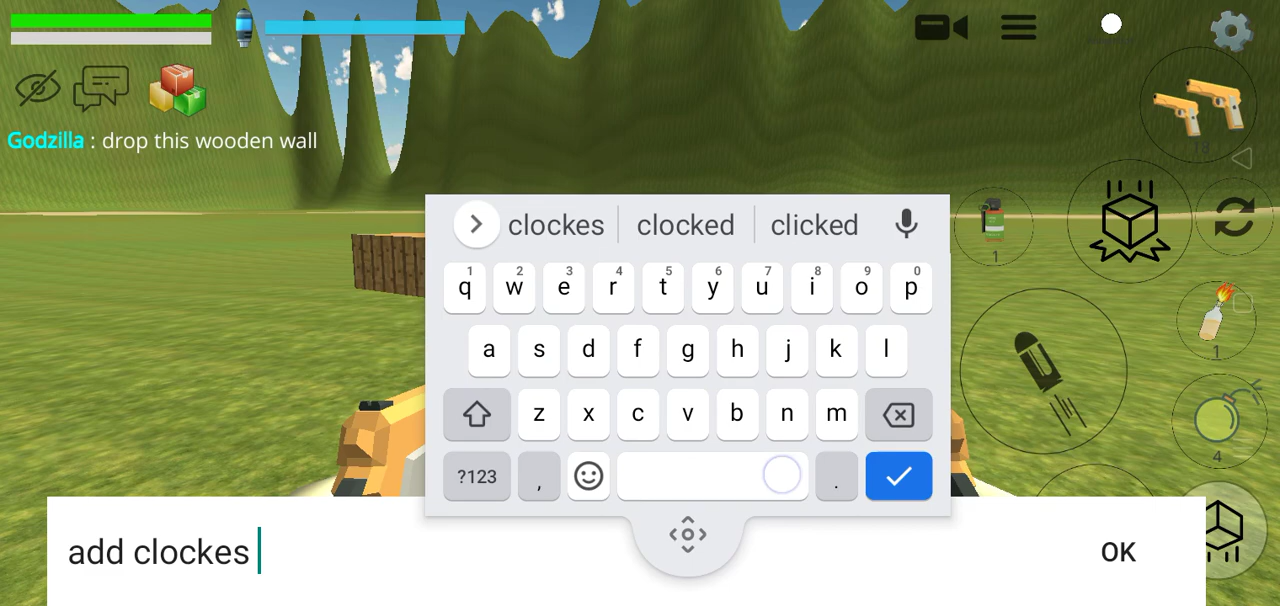 18
Godzilla : drop this wooden wall
clockes clocked clicked
1 2 3 4 5 6 7 8 9 0
q w e r t y u i o p
1
a s d f g h j k l
1
z x c v b n m
?123 , .
4
add clockes
OK